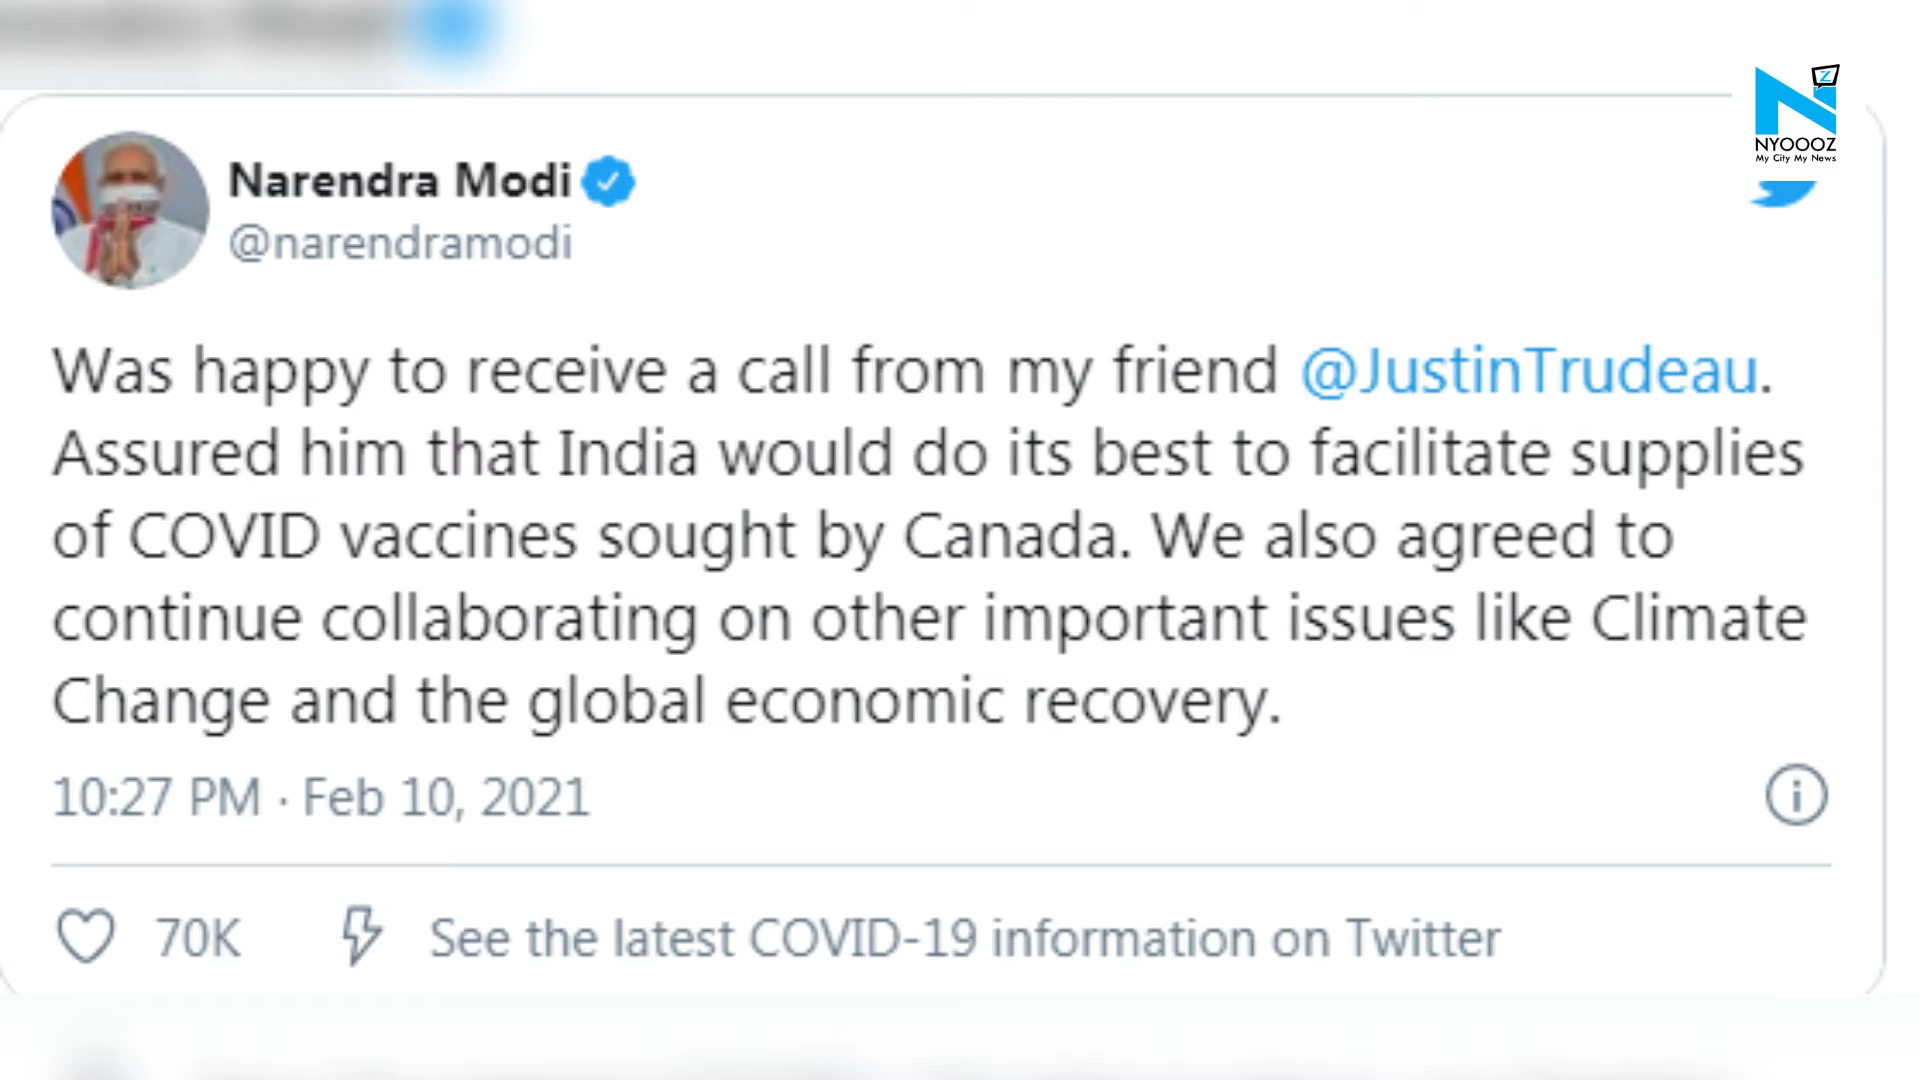 NYOOOZ
My City My News
Narendra Modi
@narendramodi
Was happy to receive a call from my friend @JustinTrudeau.
Assured him that India would do its best to facilitate supplies
of COVID vaccines sought by Canada. We also agreed to
continue collaborating on other important issues like Climate
Change and the global economic recovery.
10:27 PM · Feb 10, 2021
70K
See the latest COVID-19 information on Twitter